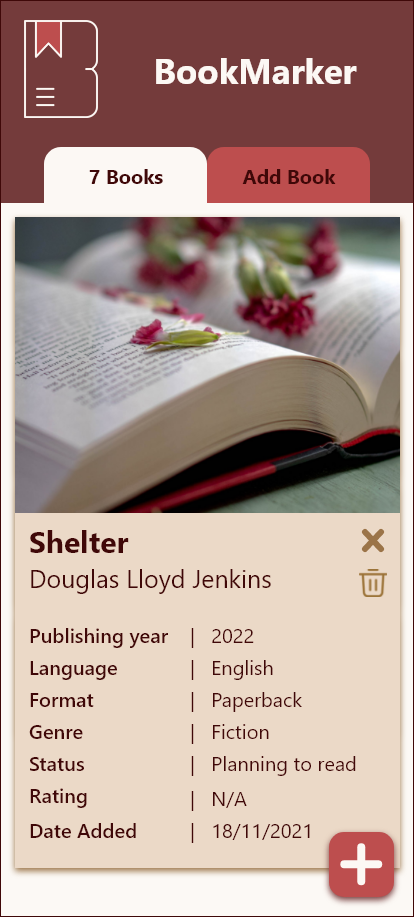 BookMarker
7 Books
Add Book
Shelter
Douglas Lloyd Jenkins
Publishing year | 2022
Language | English
Format | Paperback
Genre | Fiction
Status | Planning to read
Rating | N/A
Date Added | 18/11/2021